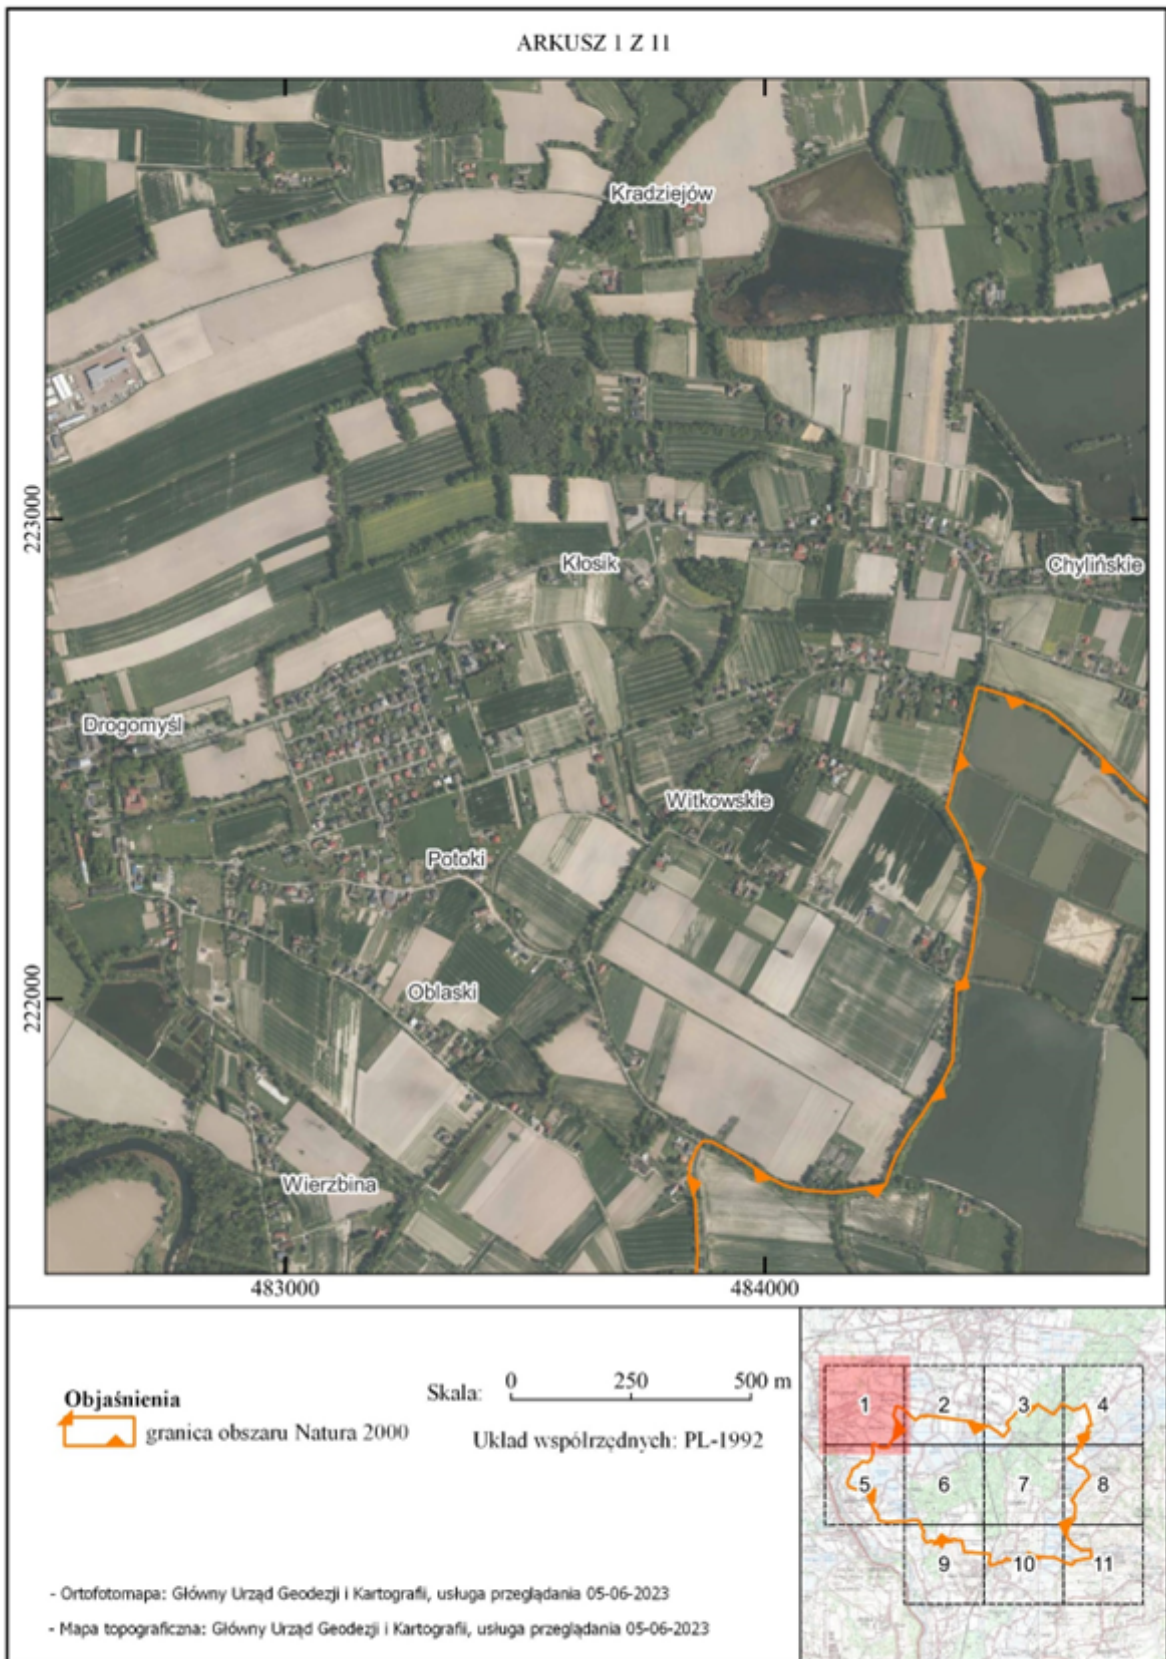 ARKUSZ 1 Z 11
Kradziejów
223000
Kłosik
Chylińskie
Drogomyśl
Witkowskie
Potoki
222000
Oblaski
Wierzbina
483000
484000
Objaśnienia
granica obszaru Natura 2000
Skala:
0
250
500 m
Układ współrzędnych: PL-1992
1
2
3
4
5
6
7
8
9
10
11
- Ortofotomapa: Główny Urząd Geodezji i Kartografii, usługa przeglądania 05-06-2023
- Mapa topograficzna: Główny Urząd Geodezji i Kartografii, usługa przeglądania 05-06-2023